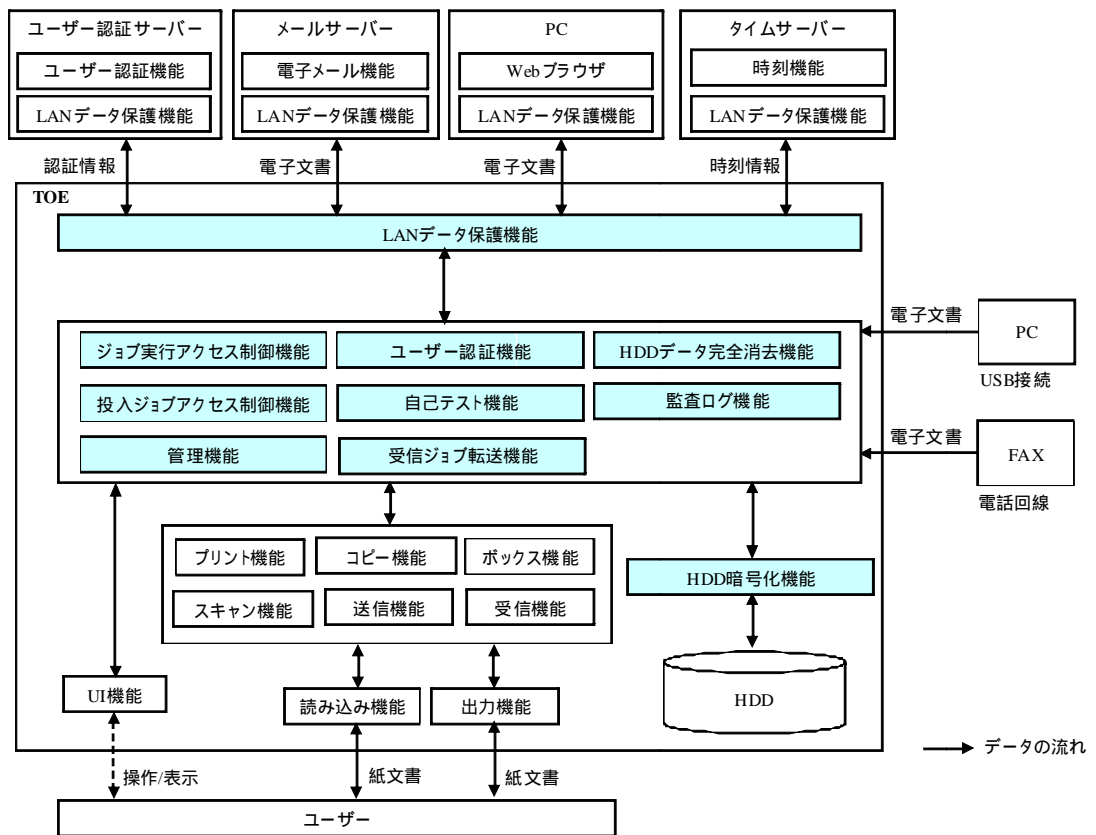 ユーザー認証サーバー
ユーザー認証機能
LANデータ保護機能
メールサーバー
電子メール機能
LANデータ保護機能
PC
Webブラウザ
LANデータ保護機能
タイムサーバー
時刻機能
LANデータ保護機能
認証情報
電子文書
電子文書
時刻情報
TOE
LANデータ保護機能
ジョブ実行アクセス制御機能
ユーザー認証機能
HDDデータ完全消去機能
投入ジョブアクセス制御機能
自己テスト機能
監査ログ機能
管理機能
受信ジョブ転送機能
電子文書
PC
USB接続
電子文書
FAX
電話回線
プリント機能
コピー機能
ボックス機能
スキャン機能
送信機能
受信機能
HDD暗号化機能
HDD
UI機能
読み込み機能
出力機能
データの流れ
操作/表示
紙文書
紙文書
ユーザー